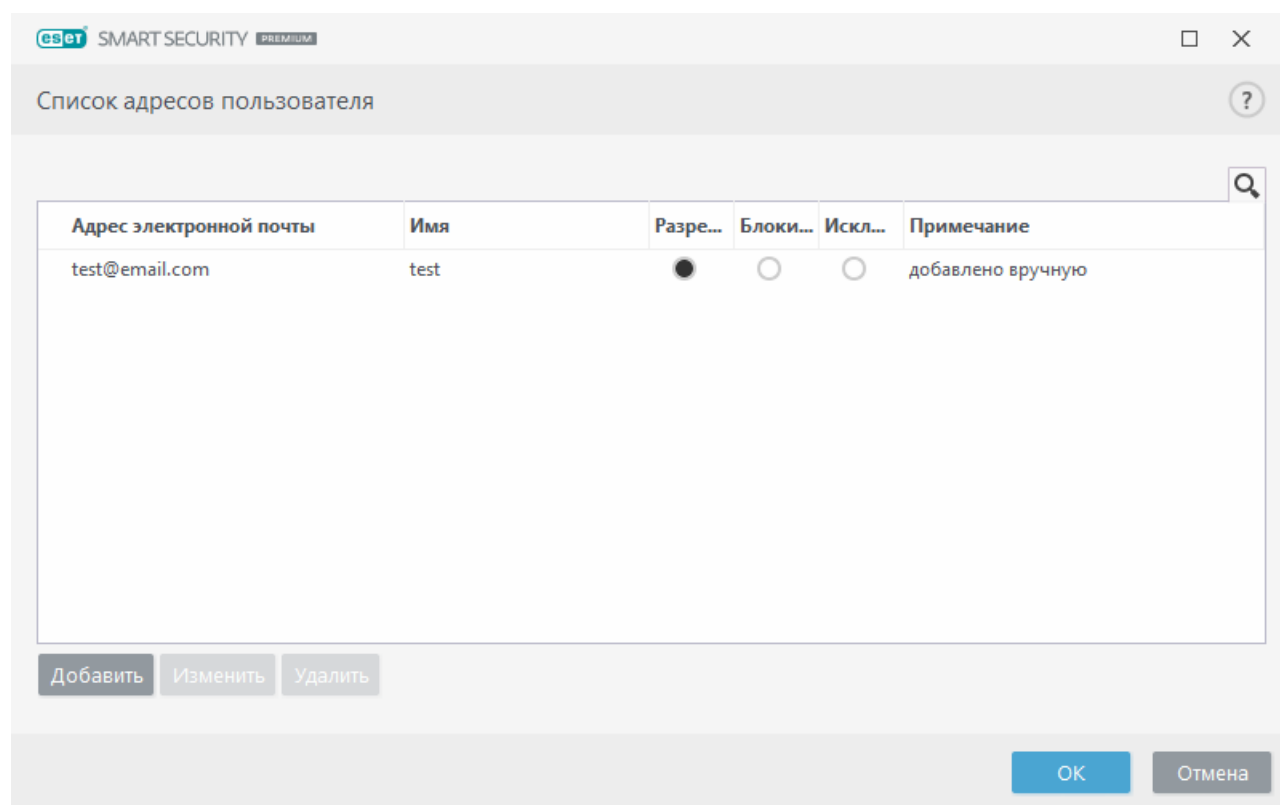 eset SMART SECURITY PREMIUM
Список адресов пользователя
?
Адрес электронной почты Имя Разре... Блоки... Искл... Примечание
test@email.com test добавлено вручную
Добавить Изменить Удалить
ОК Отмена